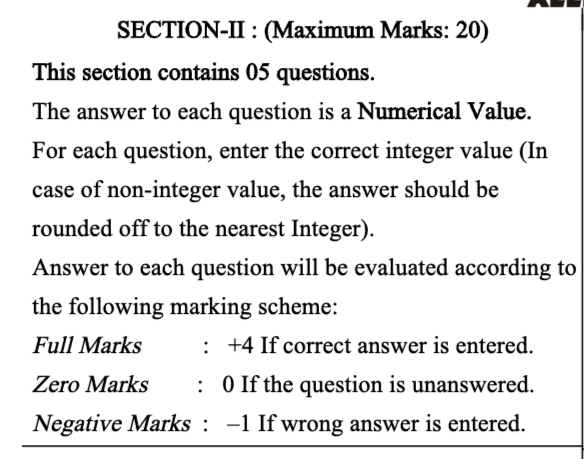 SECTION-II : (Maximum Marks: 20)
This section contains 05 questions.
The answer to each question is a Numerical Value.
For each question, enter the correct integer value (In
case of non-integer value, the answer should be
rounded off to the nearest Integer).
Answer to each question will be evaluated according to
the following marking scheme:
Full Marks : +4 If correct answer is entered.
Zero Marks : 0 If the question is unanswered.
Negative Marks : –1 If wrong answer is entered.